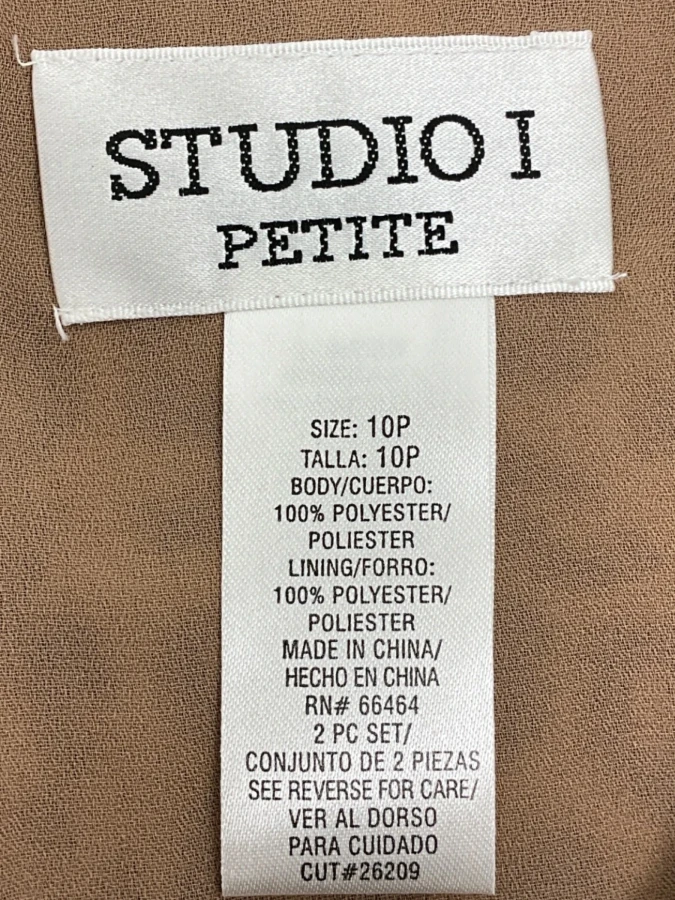 STUDIO I
PETITE
SIZE: 10P
TALLA: 10P
BODY/CUERPO:
100% POLYESTER/
POLIESTER
LINING/FORRO:
100% POLYESTER/
POLIESTER
MADE IN CHINA/
HECHO EN CHINA
RN# 66464
2 PC SET/
CONJUNTO DE 2 PIEZAS
SEE REVERSE FOR CARE/
VER AL DORSO
PARA CUIDADO
CUT#26209